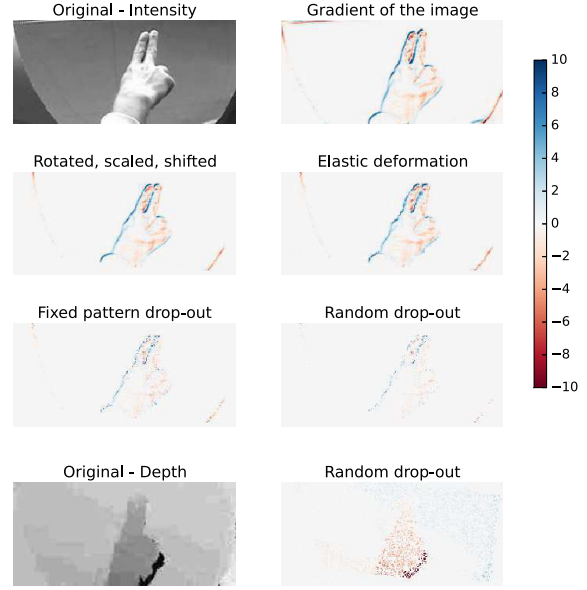 Original - Intensity
Gradient of the image
Rotated, scaled, shifted
Elastic deformation
Fixed pattern drop-out
Random drop-out
Original - Depth
Random drop-out
10
8
6
4
2
0
−2
−4
−6
−8
−10